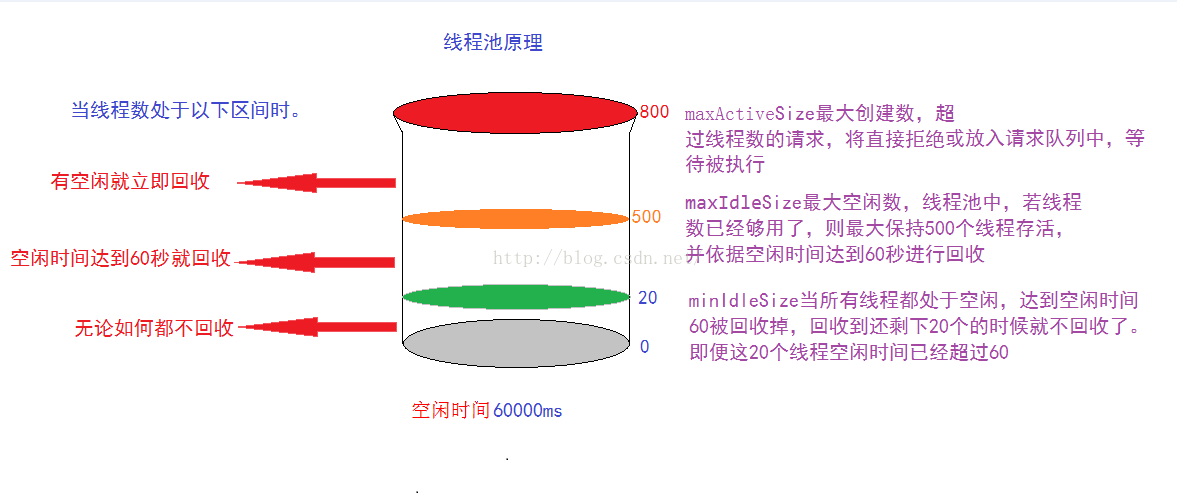 线程池原理
当线程数处于以下区间时。
800
maxActiveSize最大创建数，超
过线程数的请求，将直接拒绝或放入请求队列中，等
待被执行
有空闲就立即回收
500
maxIdleSize最大空闲数，线程池中，若线程
数已经够用了，则最大保持500个线程存活，
并依据空闲时间达到60秒进行回收
空闲时间达到60秒就回收
http://blog.csdn.net/
20
minIdleSize当所有线程都处于空闲，达到空闲时间
60被回收掉，回收到还剩下20个的时候就不回收了。
即便这20个线程空闲时间已经超过60
无论如何都不回收
0
空闲时间60000ms